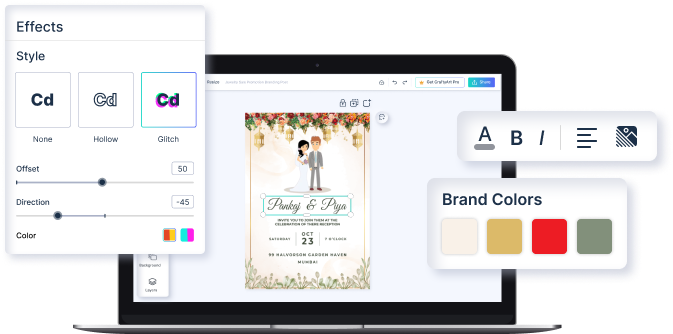 Effects
Style
Cd
Cd
Cd
None
Hollow
Glitch
Offset
50
Direction
-45
Color
Resize
Get CraftyArt Pro
Share
Pankaj & Piya
INVITE YOU TO JOIN THEM AT THE
CELEBRATION OF THEIR RECEPTION
SATURDAY
OCT
23
7 O'CLOCK
99 HALVORSON GARDEN HAVEN
MUMBAI
Background
Layers
A
B
I
Brand Colors